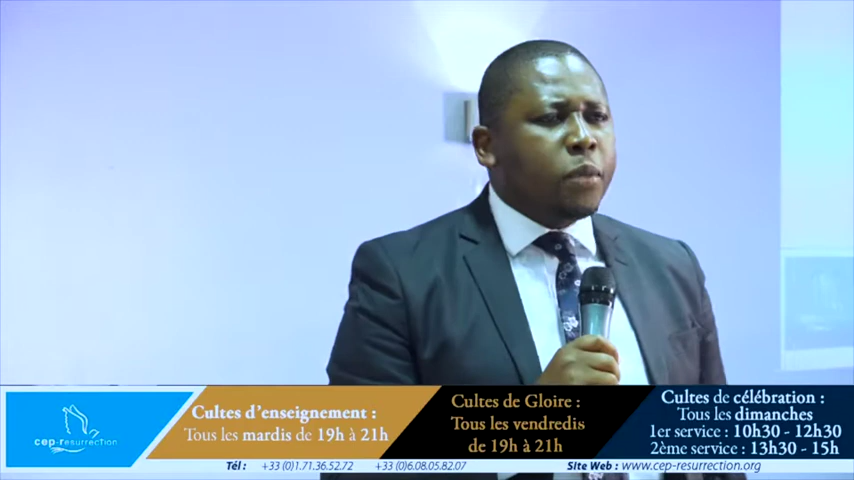 cep-resurrection
Cultes d'enseignement :
Tous les mardis de 19h à 21h
Cultes de Gloire :
Tous les vendredis
de 19h à 21h
Cultes de célébration :
Tous les dimanches
1er service : 10h30 - 12h30
2ème service : 13h30 - 15h
Tél : +33 (0)1.71.36.52.72 +33 (0)6.08.05.82.07 Site Web : www.cep-resurrection.org